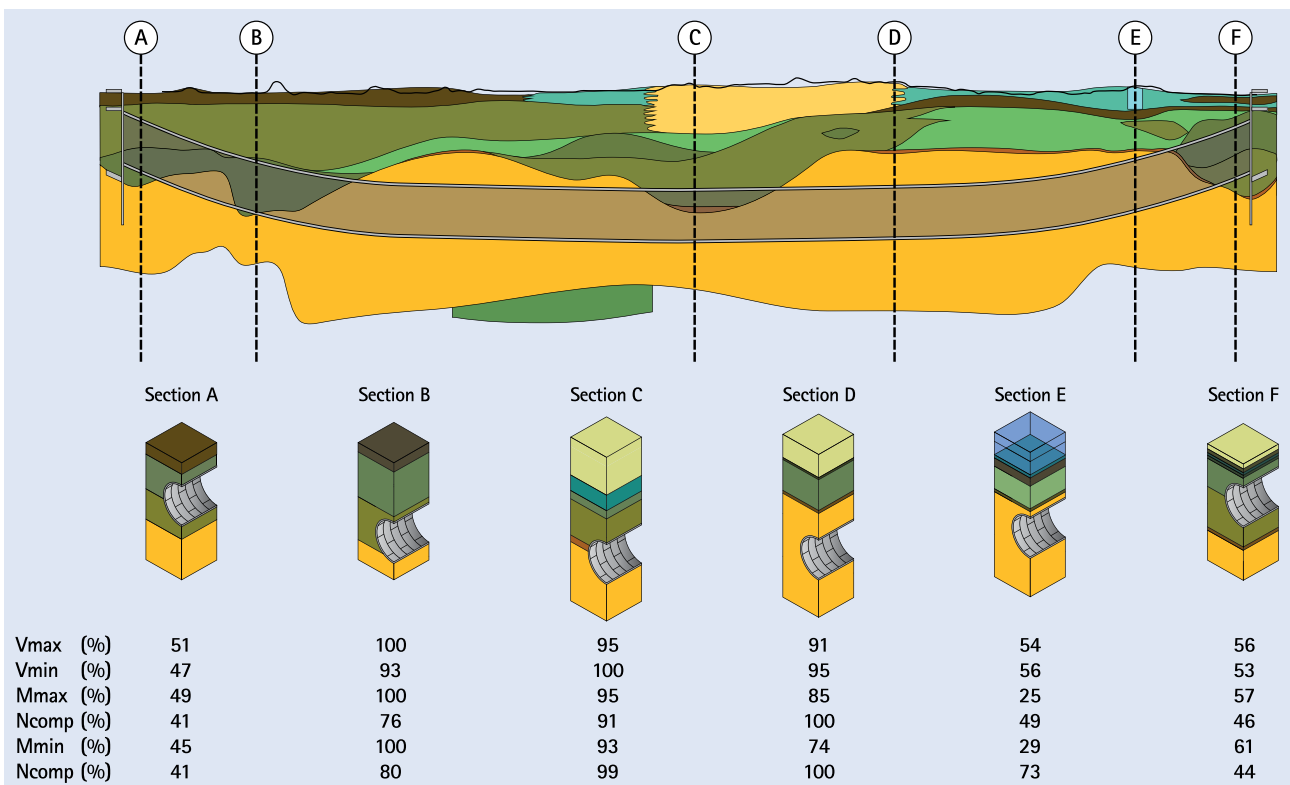 A B C D E F
Section A Section B Section C Section D Section E Section F
Vmax (%) 51 100 95 91 54 56
Vmin (%) 47 93 100 95 56 53
Mmax (%) 49 100 95 85 25 57
Ncomp (%) 41 76 91 100 49 46
Mmin (%) 45 100 93 74 29 61
Ncomp (%) 41 80 99 100 73 44